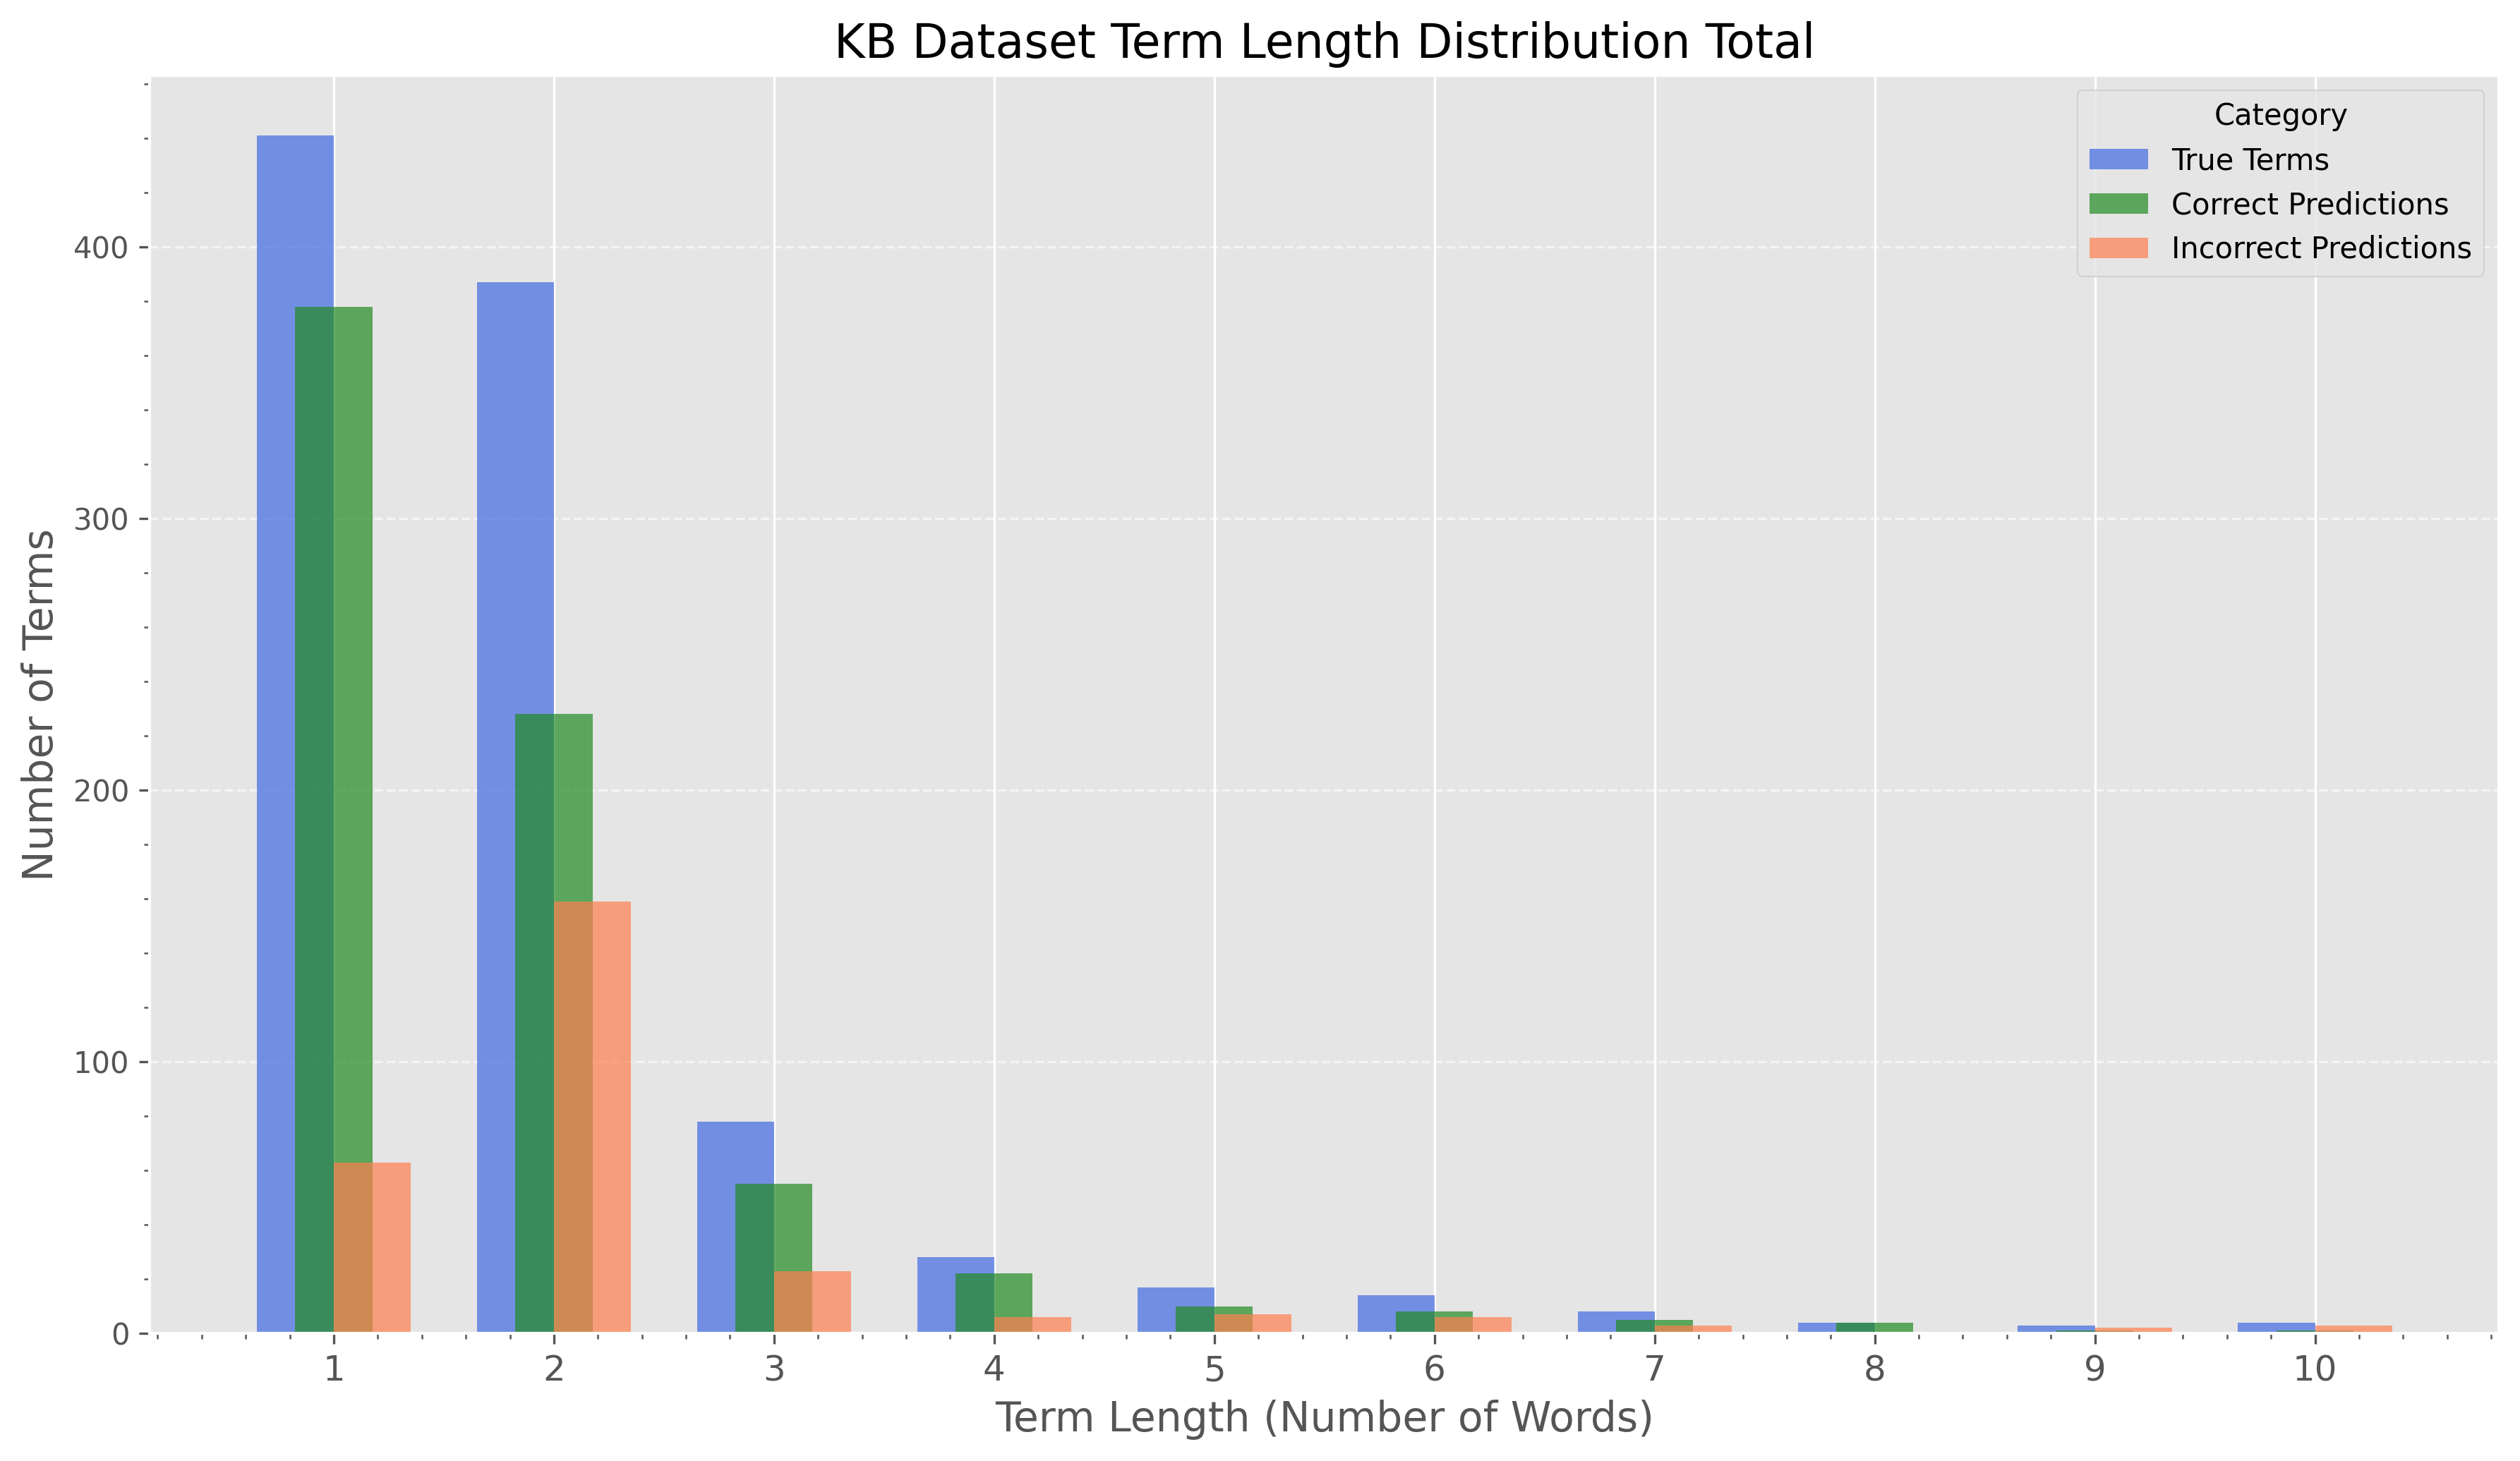 KB Dataset Term Length Distribution Total
Category
True Terms
Correct Predictions
Incorrect Predictions
Number of Terms
400
300
200
100
0
1 2 3 4 5 6 7 8 9 10
Term Length (Number of Words)